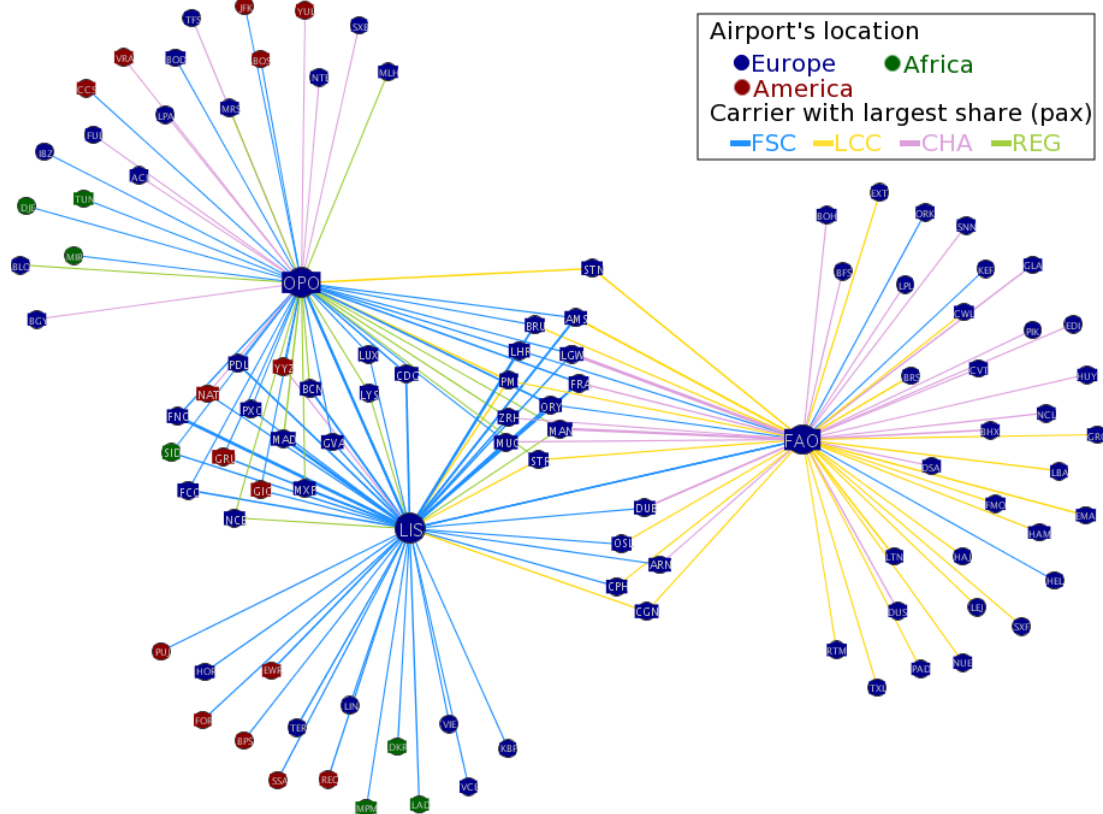 Airport's location
Europe Africa
America
Carrier with largest share (pax)
FSC LCC CHA REG
JFK YUL
TFS SXB
VRA BOD BOS
CCS NTE MLH
LPA MRS
FUE
IBZ
ACE
TUN
DJE
MIR
BLQ
OPO
BGY
STN
BRU AMS
LHR LGW
LUX
PDL YYZ CDG
BCN LYS FRA
NAT
FNC PXO ORY
ZRH MAN
MAD GVA MUC
SID GRU STR
FCO GIG MXP
NCE
LIS
DUB
OSL
ARN
CPH
CGN
EXT
BOH ORK
SNN
BFS KEF GLA
LPL
CWL
PIK EDI
BRS CVT HUY
NCL
BHX GRO
FAO
DSA LBA
FMO EMA
HAM
LTN HAJ
HEL
DUS LEJ
SXF
RTM
PAD NUE
TXL
HOR EWR
FOR LIN
BPS TER VIE
DKR KBP
SSA REC
VCE
MPM LAD